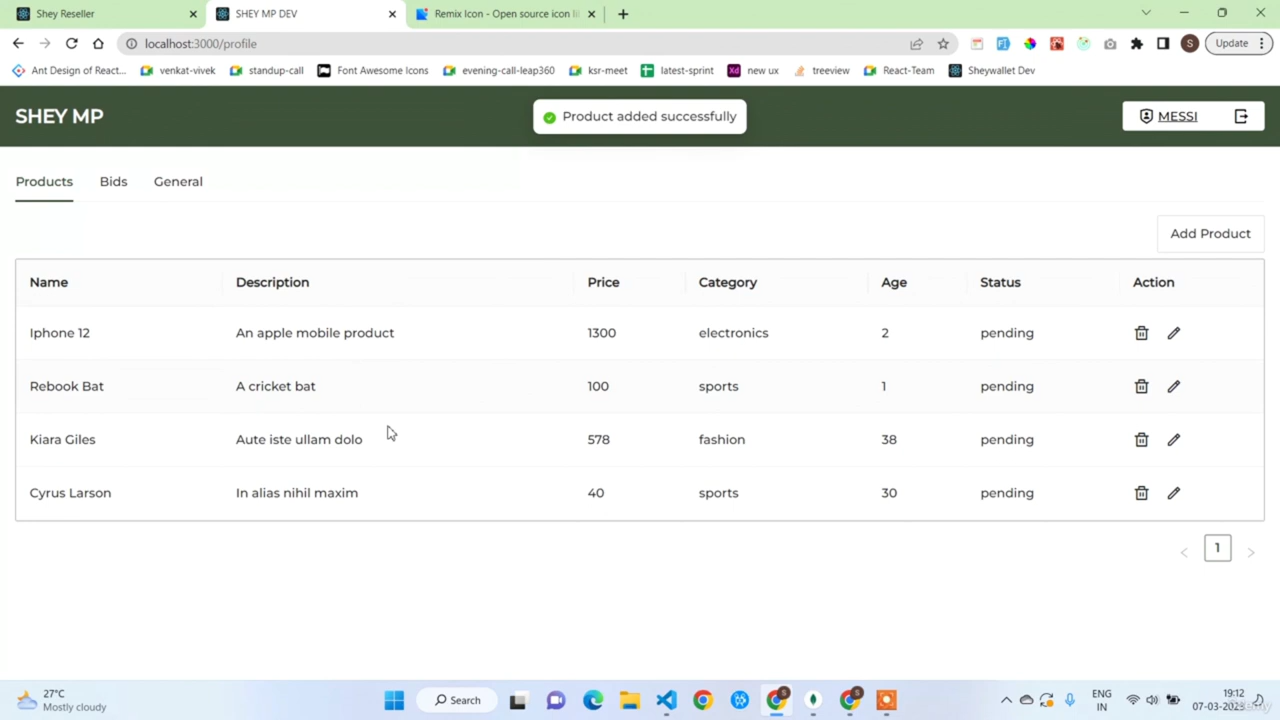 Shey Reseller
SHEY MP DEV
Remix Icon - Open source icon li
localhost:3000/profile
S
Update
Ant Design of React...
venkat-vivek
standup-call
Font Awesome Icons
evening-call-leap360
ksr-meet
latest-sprint
Xd new ux
treeview
React-Team
Sheywallet Dev
SHEY MP
Product added successfully
MESSI
Products Bids General
Add Product
Name Description Price Category Age Status Action
Iphone 12 An apple mobile product 1300 electronics 2 pending
Rebook Bat A cricket bat 100 sports 1 pending
Kiara Giles Aute iste ullam dolo 578 fashion 38 pending
Cyrus Larson In alias nihil maxim 40 sports 30 pending
< 1 >
27°C
Mostly cloudy
Search
ENG
IN
19:12
07-03-2023